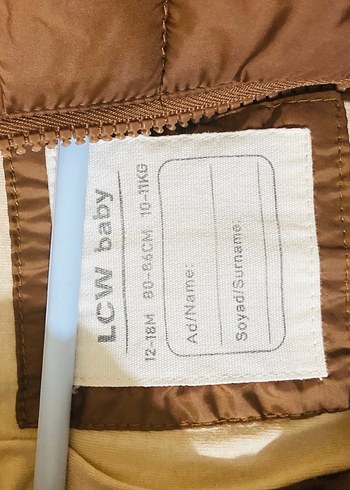 LCW baby
12-18M 80-86CM 10-11KG
Ad/Name:
Soyad/Surname: